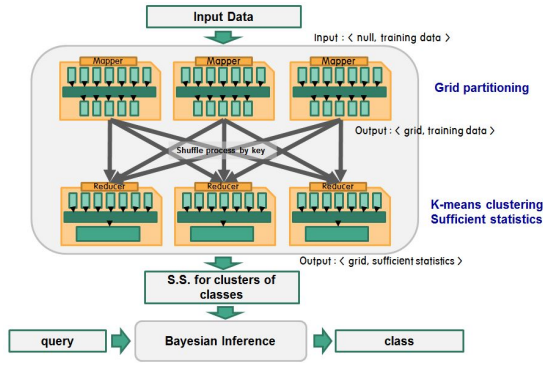 Input Data
Input : < null, training data >
Mapper
Mapper
Mapper
Grid partitioning
Output : < grid, training data >
Shuffle process by key
Reducer
Reducer
Reducer
K-means clustering
Sufficient statistics
Output : < grid, sufficient statistics >
S.S. for clusters of
classes
query
Bayesian Inference
class